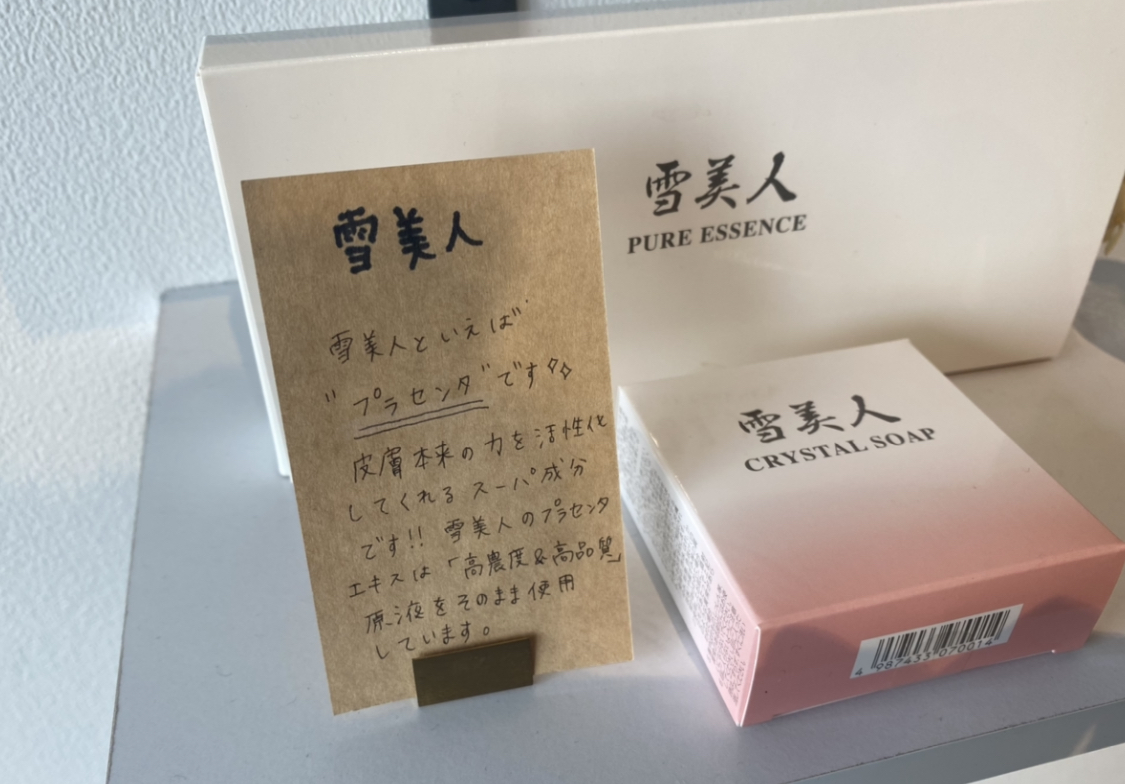 雪美人
雪美人といえば
"プラセンタ"です
皮膚本来の力を活性化
してくれるスーパー成分
です!! 雪美人のプラセンタ
エキスは「高濃度&高品質」
原液をそのまま使用
しています。
雪美人
PURE ESSENCE
雪美人
CRYSTAL SOAP
4 987433 070014